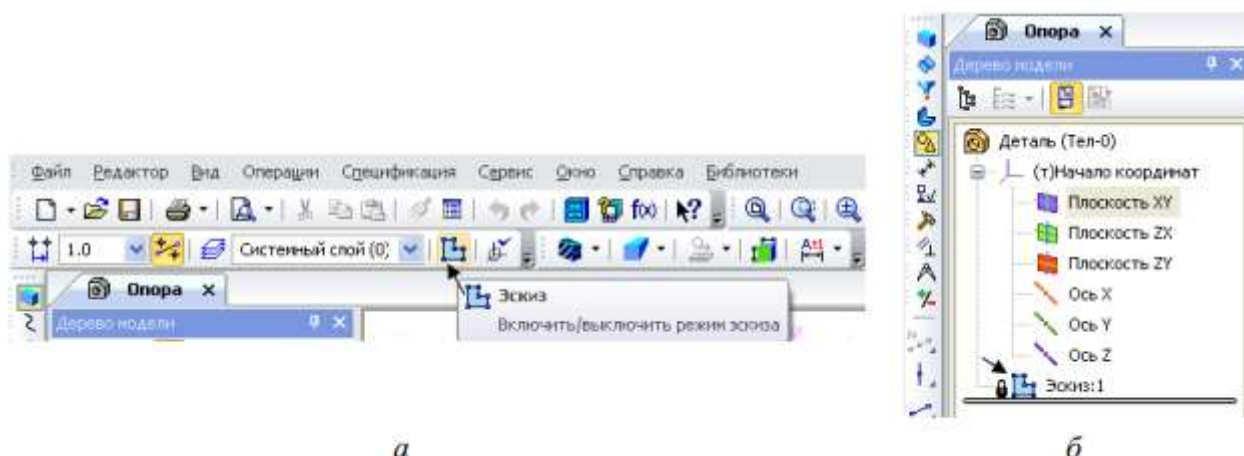 Файл Редактор Вид Операции Спецификация Сервис Окно Справка Библиотеки
f(x)
1.0 Системный слой (0)
Опора
Дерево модели
Эскиз
Включить/выключить режим эскиза
а
Опора
Дерево модели
Деталь (Тел-0)
(т)Начало координат
Плоскость XY
Плоскость ZX
Плоскость ZY
Ось X
Ось Y
Ось Z
Эскиз:1
б